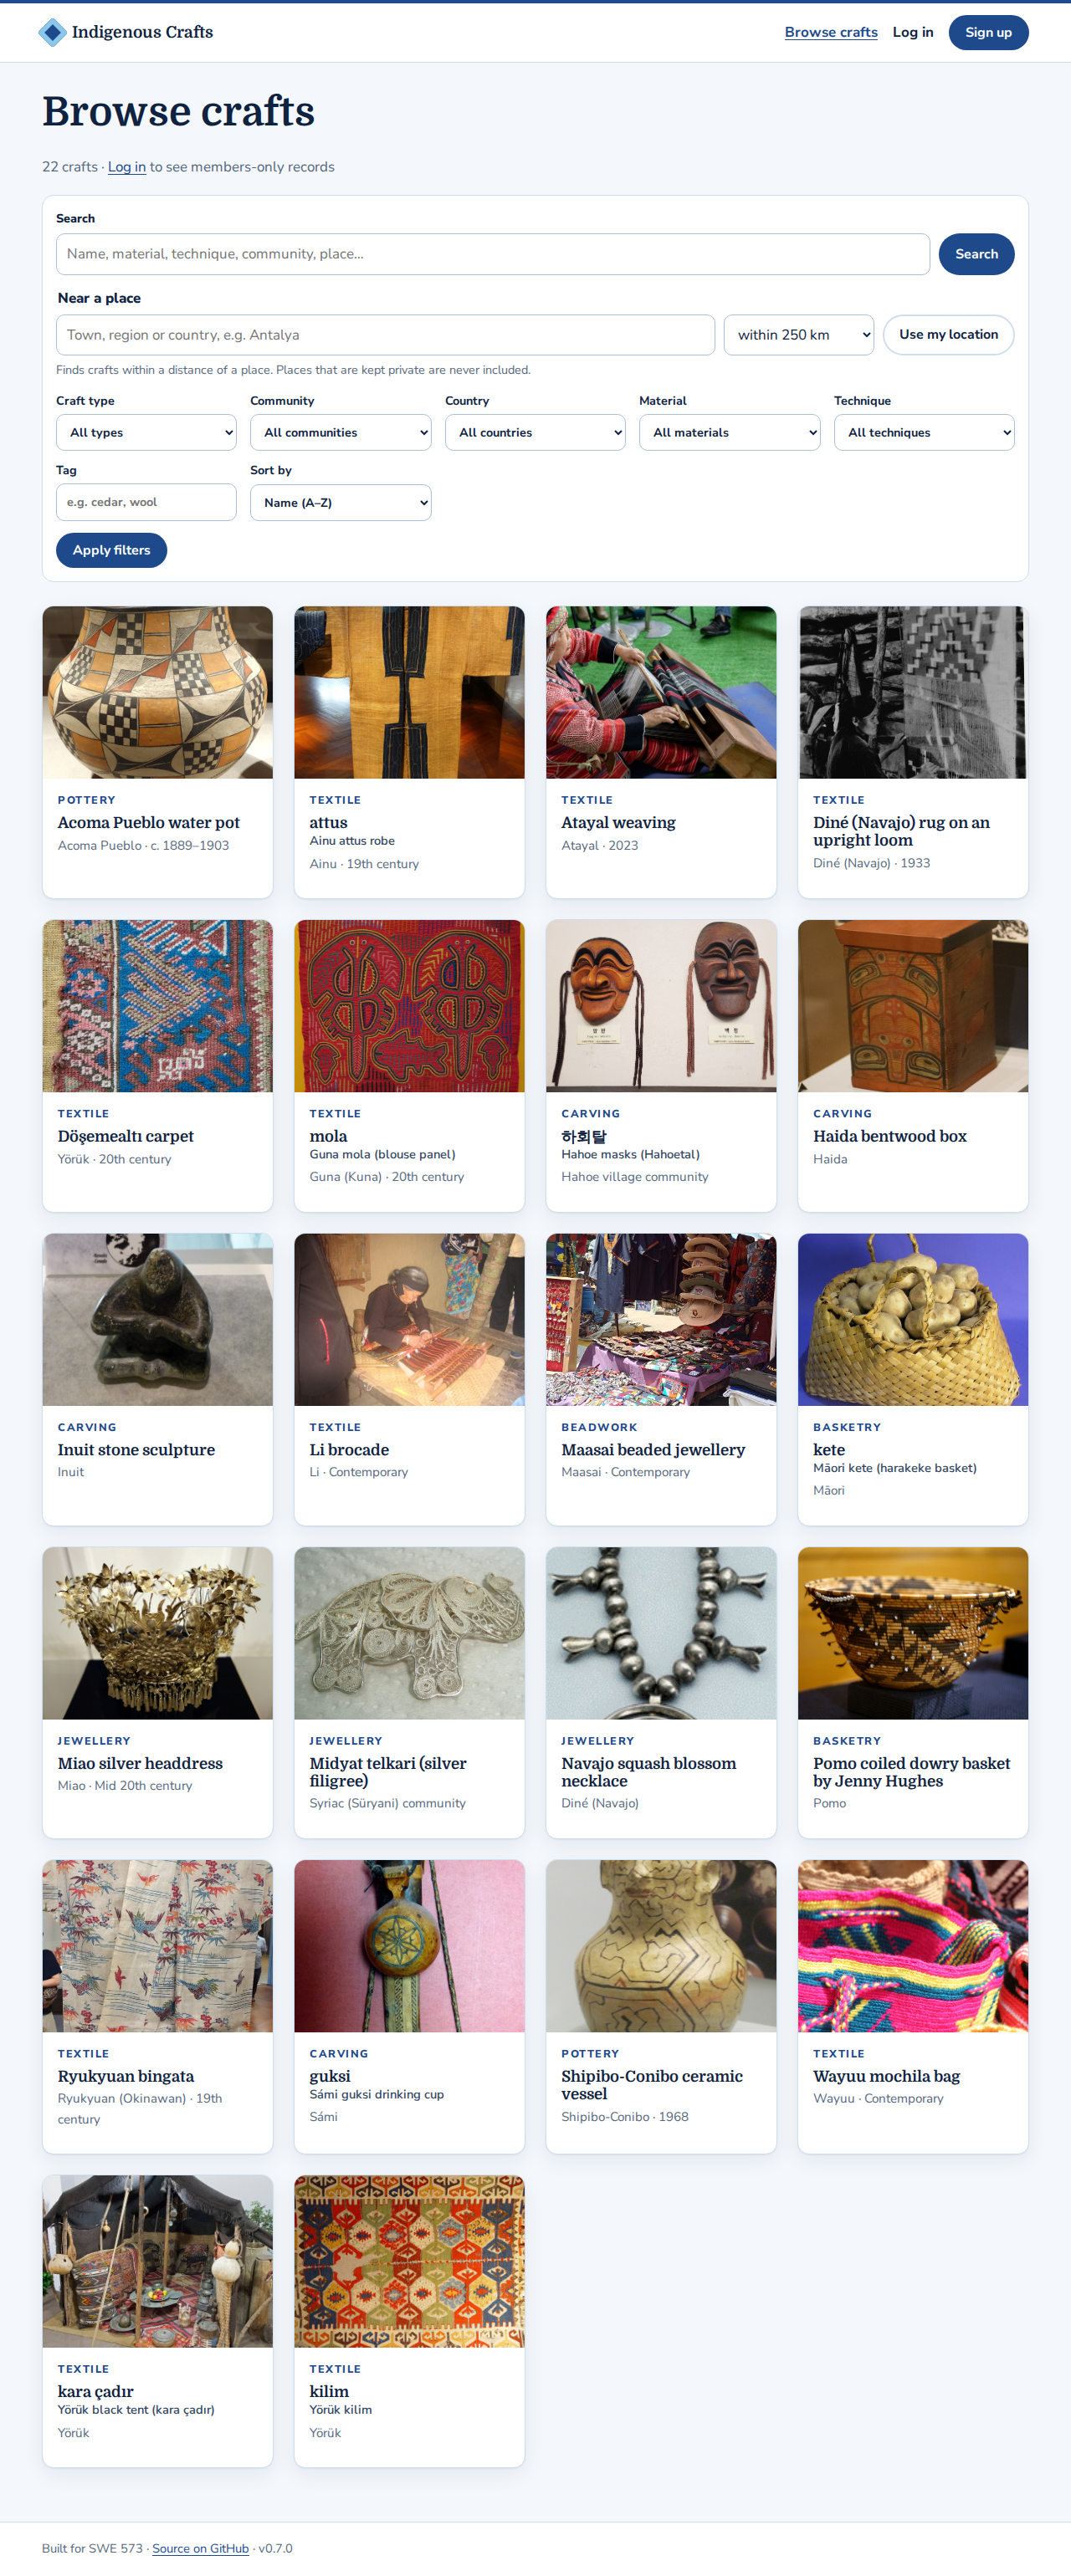 Indigenous Crafts
Browse crafts
Log in
Sign up
Browse crafts
22 crafts · Log in to see members-only records
Search
Name, material, technique, community, place...
Search
Near a place
Town, region or country, e.g. Antalya
within 250 km
Use my location
Finds crafts within a distance of a place. Places that are kept private are never included.
Craft type
Community
Country
Material
Technique
All types
All communities
All countries
All materials
All techniques
Tag
Sort by
e.g. cedar, wool
Name (A–Z)
Apply filters
POTTERY
Acoma Pueblo water pot
Acoma Pueblo · c. 1889–1903
TEXTILE
attus
Ainu attus robe
Ainu · 19th century
TEXTILE
Atayal weaving
Atayal · 2023
TEXTILE
Diné (Navajo) rug on an
upright loom
Diné (Navajo) · 1933
TEXTILE
Döşemealtı carpet
Yörük · 20th century
TEXTILE
mola
Guna mola (blouse panel)
Guna (Kuna) · 20th century
CARVING
하회탈
Hahoe masks (Hahoetal)
Hahoe village community
CARVING
Haida bentwood box
Haida
CARVING
Inuit stone sculpture
Inuit
TEXTILE
Li brocade
Li · Contemporary
BEADWORK
Maasai beaded jewellery
Maasai · Contemporary
BASKETRY
kete
Māori kete (harakeke basket)
Māori
JEWELLERY
Miao silver headdress
Miao · Mid 20th century
JEWELLERY
Midyat telkari (silver
filigree)
Syriac (Süryani) community
JEWELLERY
Navajo squash blossom
necklace
Diné (Navajo)
BASKETRY
Pomo coiled dowry basket
by Jenny Hughes
Pomo
TEXTILE
Ryukyuan bingata
Ryukyuan (Okinawan) · 19th
century
CARVING
guksi
Sámi guksi drinking cup
Sámi
POTTERY
Shipibo-Conibo ceramic
vessel
Shipibo-Conibo · 1968
TEXTILE
Wayuu mochila bag
Wayuu · Contemporary
TEXTILE
kara çadır
Yörük black tent (kara çadır)
Yörük
TEXTILE
kilim
Yörük kilim
Yörük
Built for SWE 573 · Source on GitHub · v0.7.0